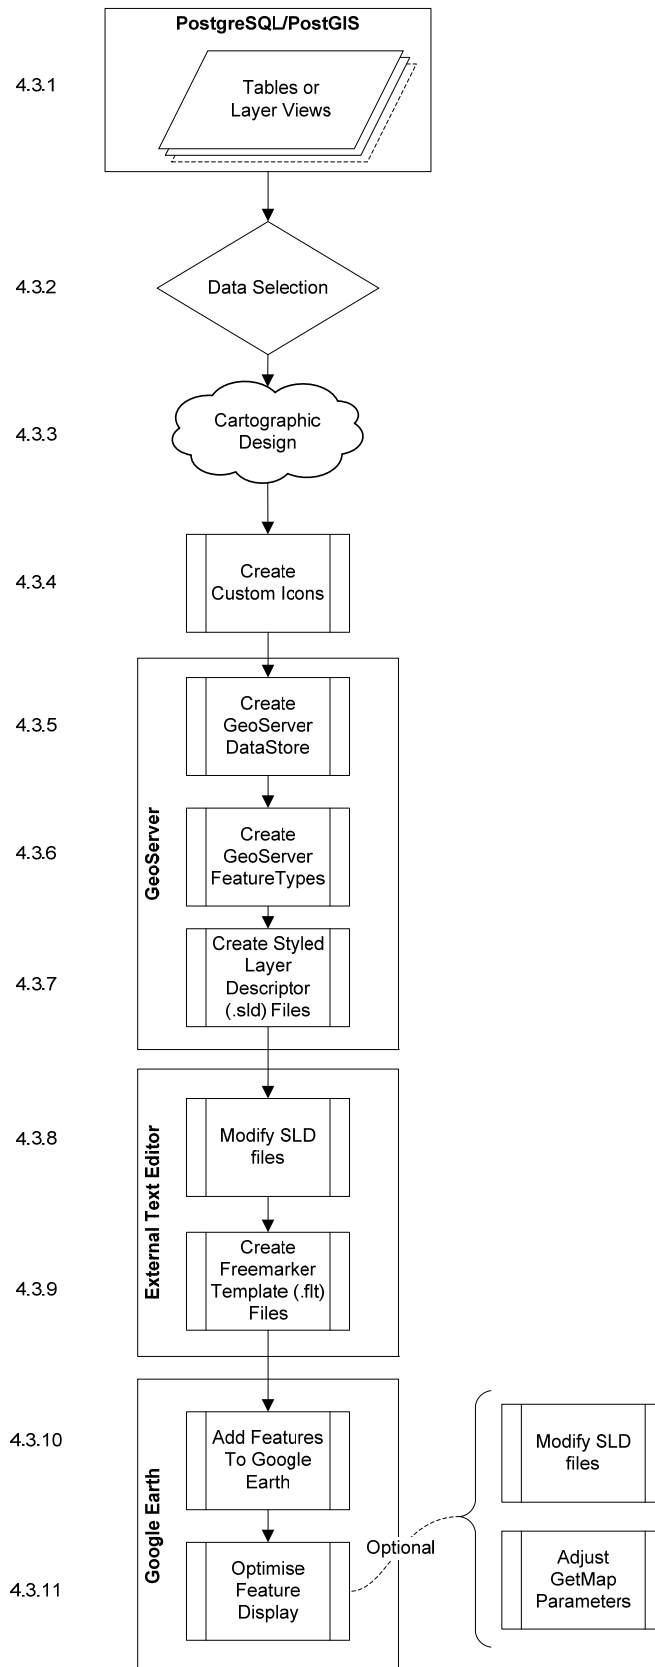 PostgreSQL/PostGIS
4.3.1
Tables or
Layer Views
4.3.2
Data Selection
4.3.3
Cartographic
Design
4.3.4
Create
Custom Icons
GeoServer
4.3.5
Create
GeoServer
DataStore
4.3.6
Create
GeoServer
FeatureTypes
4.3.7
Create Styled
Layer
Descriptor
(.sld) Files
External Text Editor
4.3.8
Modify SLD
files
4.3.9
Create
Freemarker
Template (.flt)
Files
Google Earth
4.3.10
Add Features
To Google
Earth
4.3.11
Optimise
Feature
Display
Optional
Modify SLD
files
Adjust
GetMap
Parameters